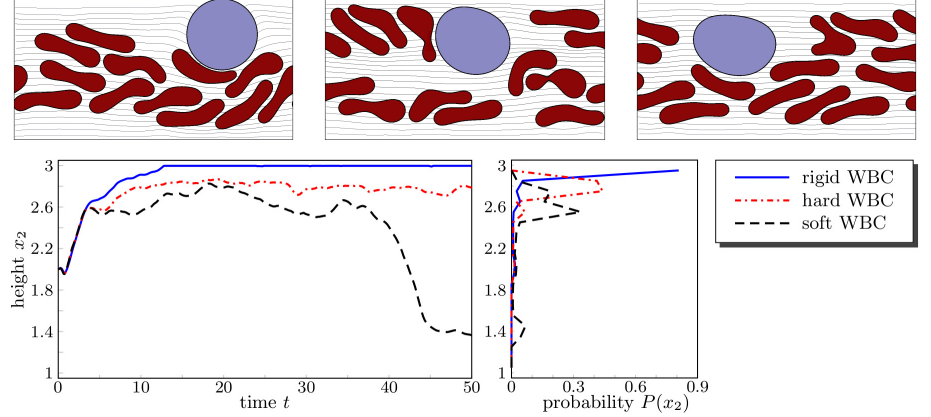 3
2.6
2.2
1.8
1.4
1
height x₂
0 10 20 30 40 50
time t
3
2.6
2.2
1.8
1.4
1
0 0.3 0.6 0.9
probability P(x₂)
rigid WBC
hard WBC
soft WBC